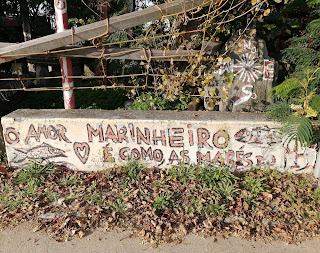 O AMOR MARINHEIRO
É COMO AS MARÉS
S